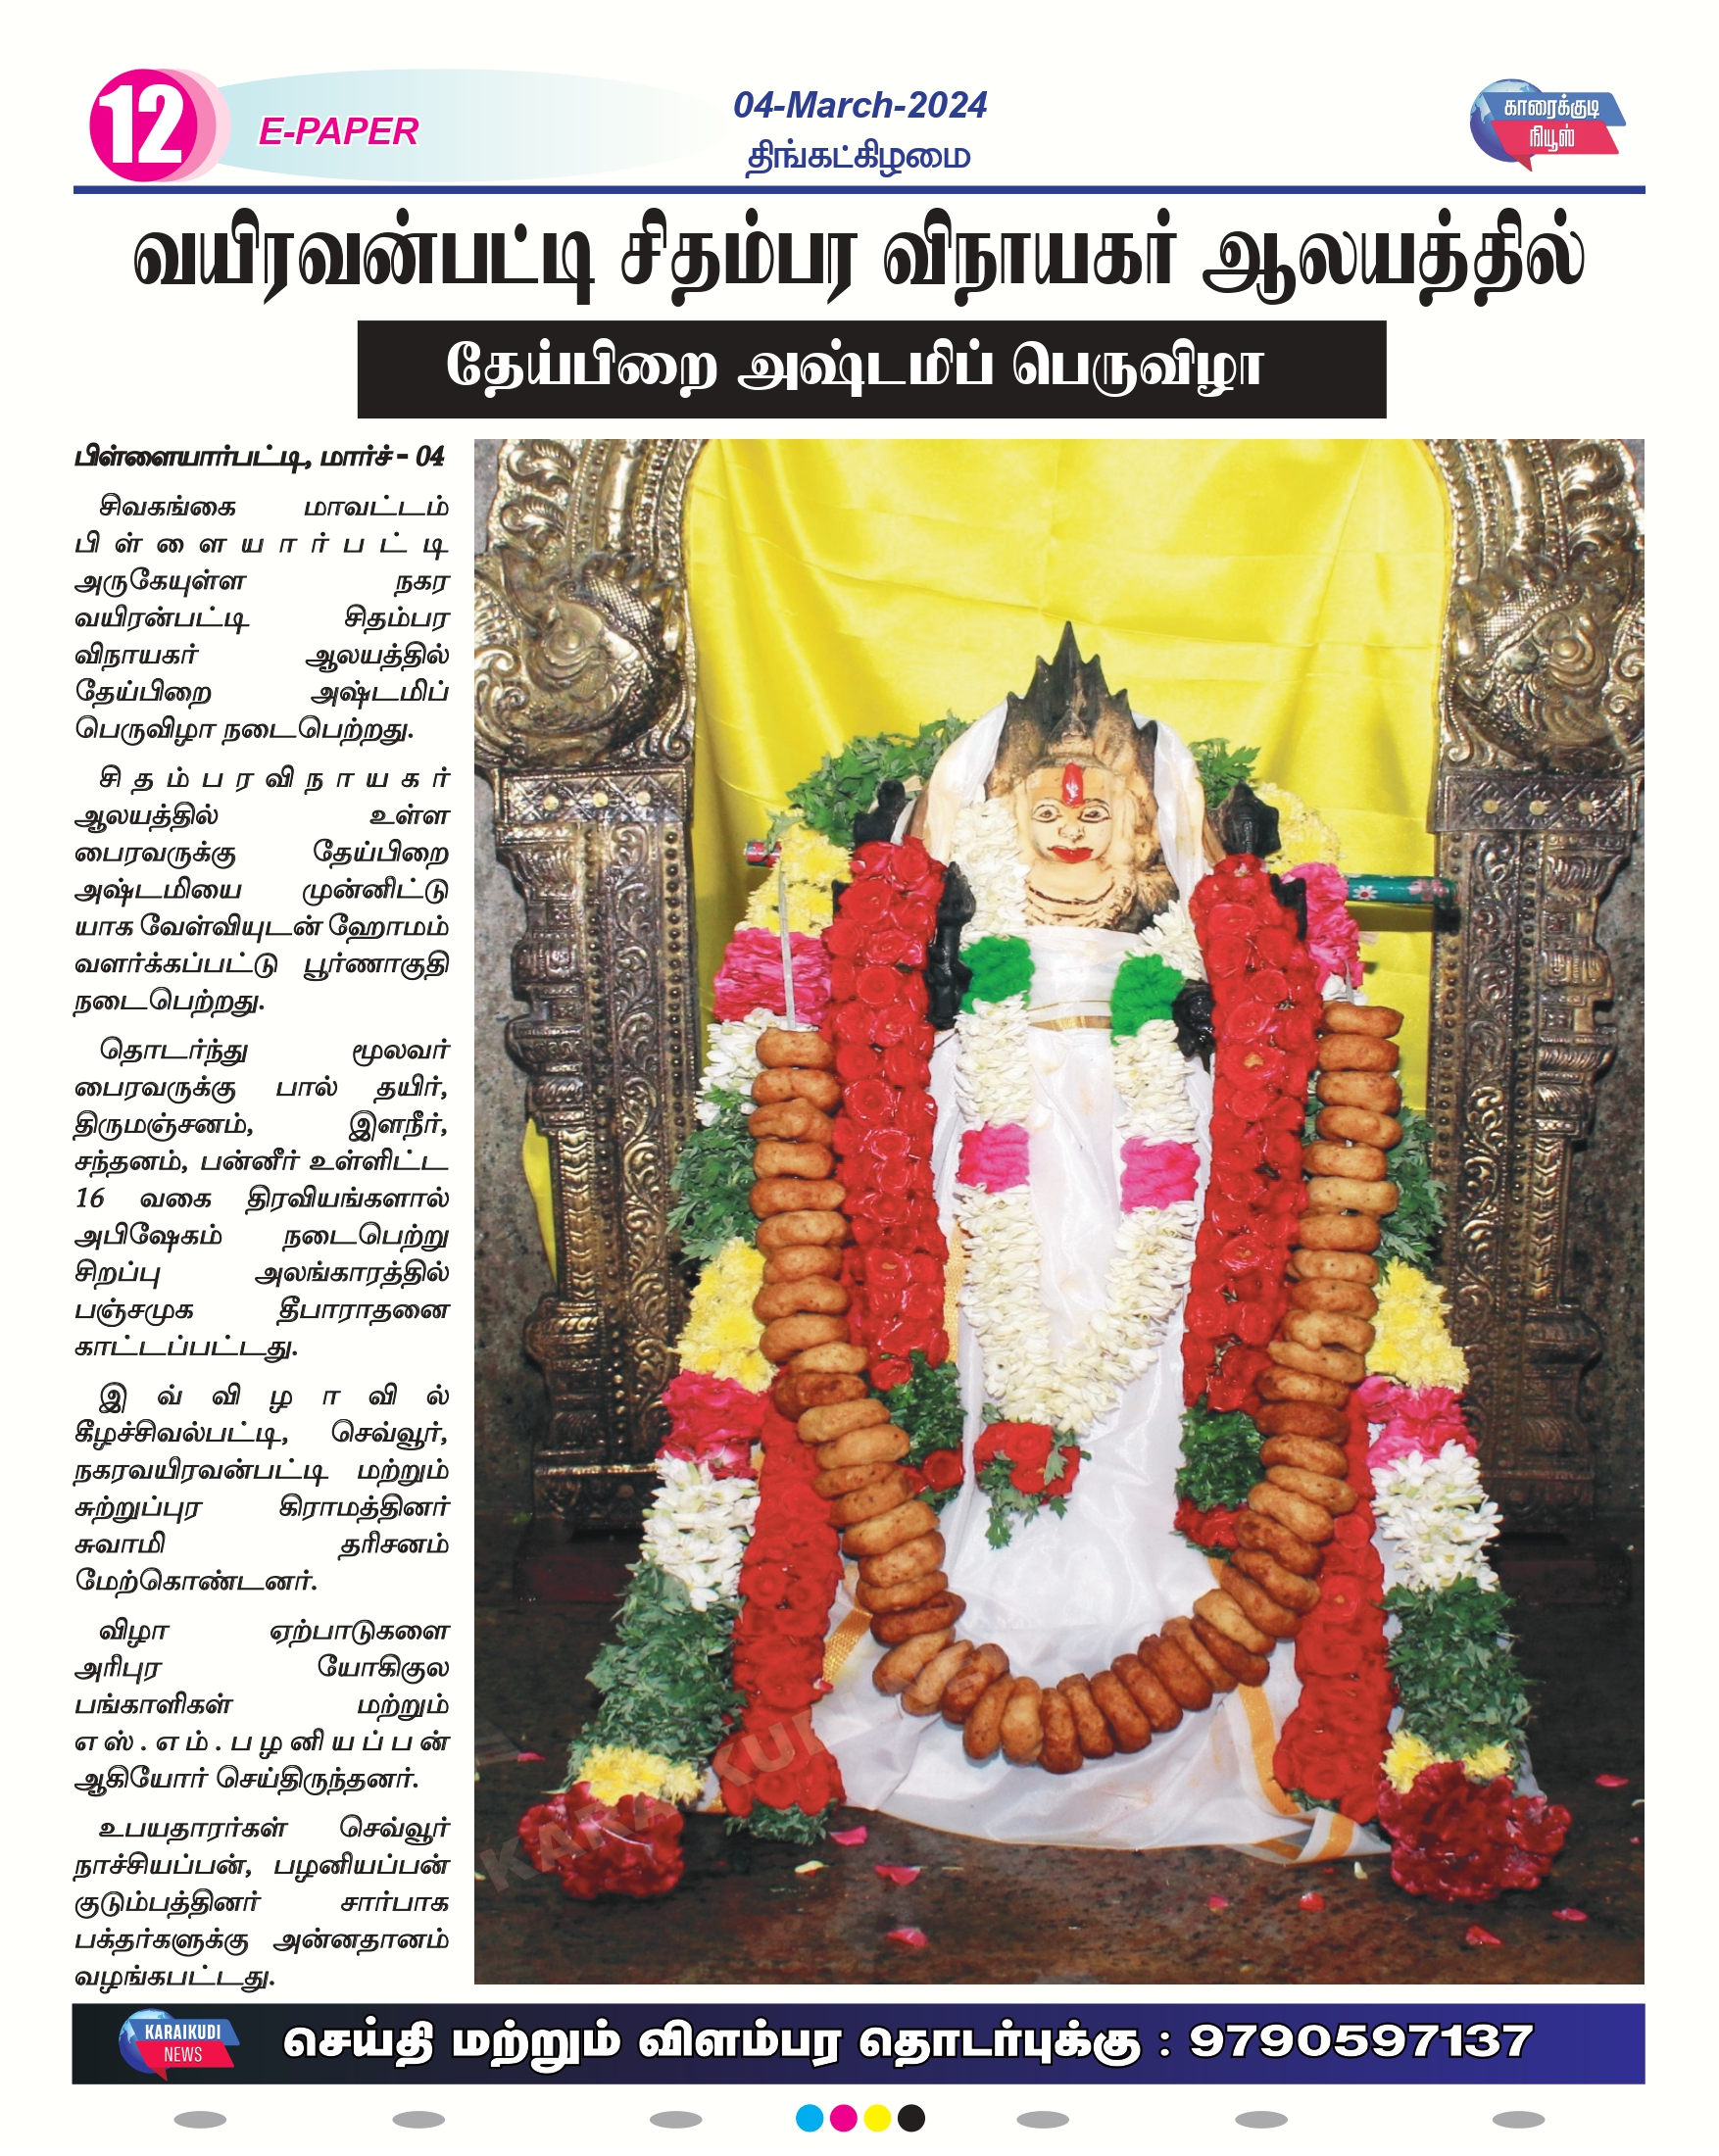 12
E-PAPER
04-March-2024
திங்கட்கிழமை
காரைக்குடி
நியூஸ்
வயிரவன்பட்டி சிதம்பர விநாயகர் ஆலயத்தில்
தேய்பிறை அஷ்டமிப் பெருவிழா
பிள்ளையார்பட்டி, மார்ச் - 04
சிவகங்கை மாவட்டம்
பிள்ளையார்பட்டி
அருகேயுள்ள நகர
வயிரன்பட்டி சிதம்பர
விநாயகர் ஆலயத்தில்
தேய்பிறை அஷ்டமிப்
பெருவிழா நடைபெற்றது.
சிதம்பரவிநாயகர்
ஆலயத்தில் உள்ள
பைரவருக்கு தேய்பிறை
அஷ்டமியை முன்னிட்டு
யாக வேள்வியுடன் ஹோமம்
வளர்க்கப்பட்டு பூர்ணாகுதி
நடைபெற்றது.
தொடர்ந்து மூலவர்
பைரவருக்கு பால் தயிர்,
திருமஞ்சனம், இளநீர்,
சந்தனம், பன்னீர் உள்ளிட்ட
16 வகை திரவியங்களால்
அபிஷேகம் நடைபெற்று
சிறப்பு அலங்காரத்தில்
பஞ்சமுக தீபாராதனை
காட்டப்பட்டது.
இவ்விழாவில்
கீழச்சிவல்பட்டி, செவ்வூர்,
நகரவயிரவன்பட்டி மற்றும்
சுற்றுப்புர கிராமத்தினர்
சுவாமி தரிசனம்
மேற்கொண்டனர்.
விழா ஏற்பாடுகளை
அரிபுர யோகிகுல
பங்காளிகள் மற்றும்
எஸ்.எம்.பழனியப்பன்
ஆகியோர் செய்திருந்தனர்.
உபயதாரர்கள் செவ்வூர்
நாச்சியப்பன், பழனியப்பன்
குடும்பத்தினர் சார்பாக
பக்தர்களுக்கு அன்னதானம்
வழங்கபட்டது.
KARAIKUDI
NEWS
செய்தி மற்றும் விளம்பர தொடர்புக்கு : 9790597137